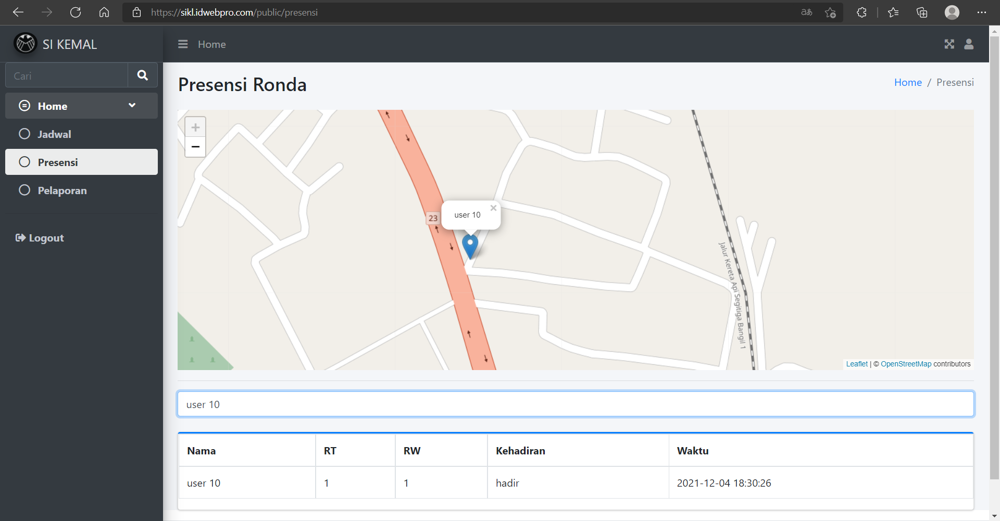 https://sikl.idwebpro.com/public/presensi
SI KEMAL
Home
Cari
Home
Jadwal
Presensi
Pelaporan
Logout
Presensi Ronda
Home / Presensi
+
−
23
user 10 ×
Jalur Kereta Api Segitiga Bangil 1
Leaflet | © OpenStreetMap contributors
user 10
Nama RT RW Kehadiran Waktu
user 10 1 1 hadir 2021-12-04 18:30:26